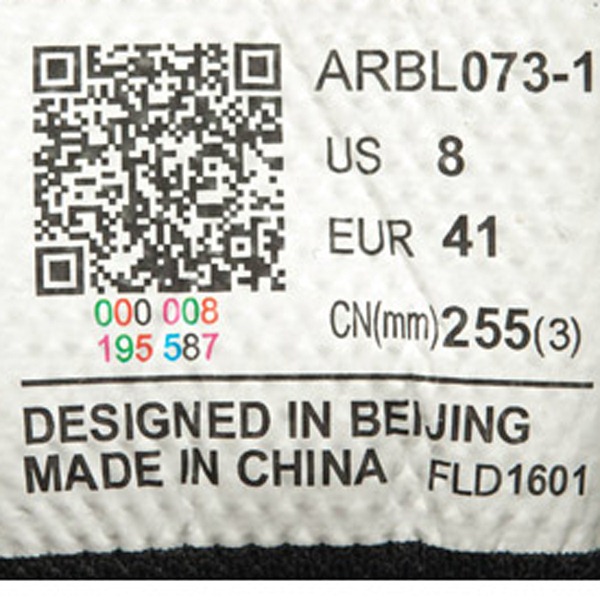 ARBL073-1
US 8
EUR 41
CN(mm)255(3)
000 008
195 587
DESIGNED IN BEIJING
MADE IN CHINA FLD1601